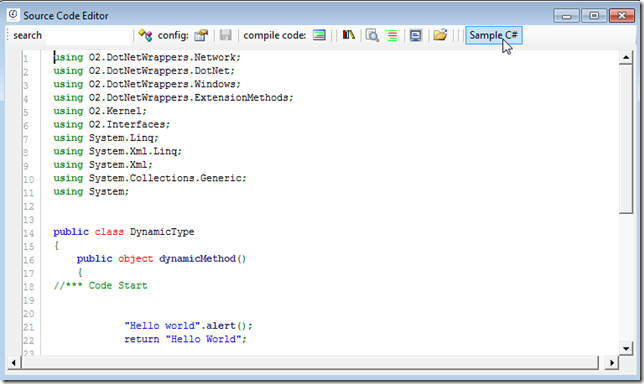 Source Code Editor
search config: compile code: Sample C#
1 using O2.DotNetWrappers.Network;
2 using O2.DotNetWrappers.DotNet;
3 using O2.DotNetWrappers.Windows;
4 using O2.DotNetWrappers.ExtensionMethods;
5 using O2.Kernel;
6 using O2.Interfaces;
7 using System.Linq;
8 using System.Xml.Linq;
9 using System.Xml;
10 using System.Collections.Generic;
11 using System;
12
13
14 public class DynamicType
15 {
16 public object dynamicMethod()
17 {
18 //*** Code Start
19
20
21 "Hello world".alert();
22 return "Hello World";
23